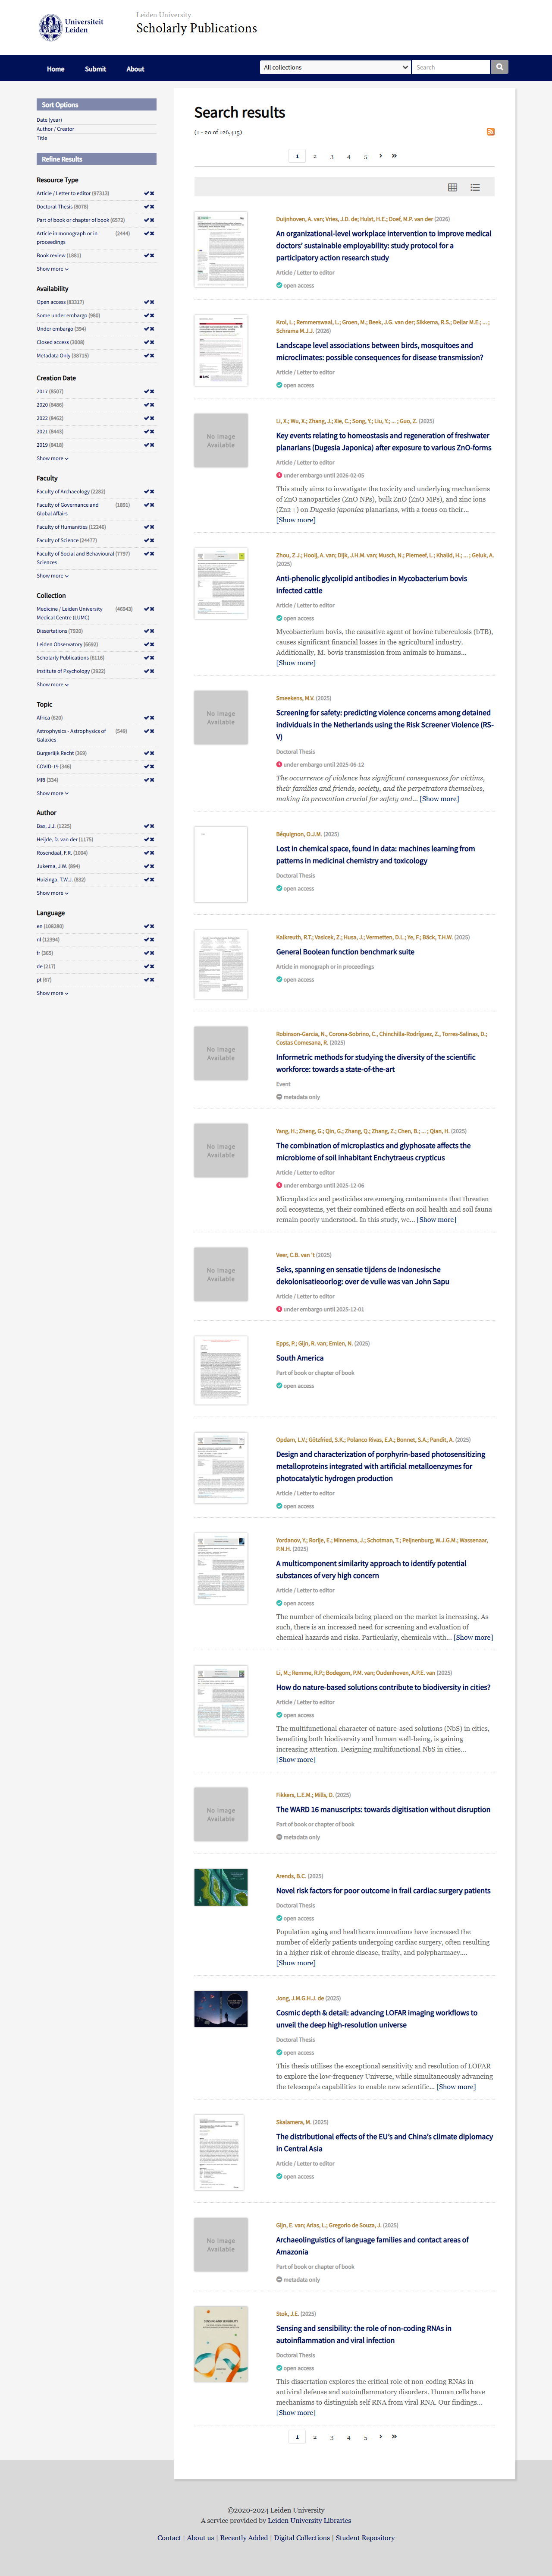 Universiteit
Leiden
Leiden University
Scholarly Publications
Home Submit About
All collections
Search
Sort Options
Date (year)
Author / Creator
Title
Refine Results
Resource Type
Article / Letter to editor (97313)
Doctoral Thesis (8078)
Part of book or chapter of book (6572)
Article in monograph or in (2444)
proceedings
Book review (1881)
Show more
Availability
Open access (83317)
Some under embargo (980)
Under embargo (394)
Closed access (3008)
Metadata Only (38715)
Creation Date
2017 (8507)
2020 (8486)
2022 (8462)
2021 (8443)
2019 (8418)
Show more
Faculty
Faculty of Archaeology (2282)
Faculty of Governance and (1891)
Global Affairs
Faculty of Humanities (12246)
Faculty of Science (24477)
Faculty of Social and Behavioural (7797)
Sciences
Show more
Collection
Medicine / Leiden University (46943)
Medical Centre (LUMC)
Dissertations (7920)
Leiden Observatory (6692)
Scholarly Publications (6116)
Institute of Psychology (3922)
Show more
Topic
Africa (620)
Astrophysics - Astrophysics of (549)
Galaxies
Burgerlijk Recht (369)
COVID-19 (346)
MRI (334)
Show more
Author
Bax, J.J. (1225)
Heijde, D. van der (1175)
Rosendaal, F.R. (1004)
Jukema, J.W. (894)
Huizinga, T.W.J. (832)
Show more
Language
en (108280)
nl (12394)
fr (365)
de (217)
pt (67)
Show more
Search results
(1 - 20 of 126,415)
1 2 3 4 5 > »
Duijnhoven, A. van; Vries, J.D. de; Hulst, H.E.; Doef, M.P. van der (2026)
An organizational-level workplace intervention to improve medical
doctors’ sustainable employability: study protocol for a
participatory action research study
Article / Letter to editor
open access
Krol, L.; Remmerswaal, L.; Groen, M.; Beek, J.G. van der; Sikkema, R.S.; Dellar M.E.; ... ;
Schrama M.J.J. (2026)
Landscape level associations between birds, mosquitoes and
microclimates: possible consequences for disease transmission?
Article / Letter to editor
open access
No Image
Available
Li, X.; Wu, X.; Zhang, J.; Xie, C.; Song, Y.; Liu, Y.; ... ; Guo, Z. (2025)
Key events relating to homeostasis and regeneration of freshwater
planarians (Dugesia Japonica) after exposure to various ZnO-forms
Article / Letter to editor
under embargo until 2026-02-05
This study aims to investigate the toxicity and underlying mechanisms
of ZnO nanoparticles (ZnO NPs), bulk ZnO (ZnO MPs), and zinc ions
(Zn2 +) on Dugesia japonica planarians, with a focus on their...
[Show more]
Zhou, Z.J.; Hooij, A. van; Dijk, J.H.M. van; Musch, N.; Pierneef, L.; Khalid, H.; ... ; Geluk, A.
(2025)
Anti-phenolic glycolipid antibodies in Mycobacterium bovis
infected cattle
Article / Letter to editor
open access
Mycobacterium bovis, the causative agent of bovine tuberculosis (bTB),
causes significant financial losses in the agricultural industry.
Additionally, M. bovis transmission from animals to humans...
[Show more]
No Image
Available
Smeekens, M.V. (2025)
Screening for safety: predicting violence concerns among detained
individuals in the Netherlands using the Risk Screener Violence (RS-
V)
Doctoral Thesis
under embargo until 2025-06-12
The occurrence of violence has significant consequences for victims,
their families and friends, society, and the perpetrators themselves,
making its prevention crucial for safety and... [Show more]
Béquignon, O.J.M. (2025)
Lost in chemical space, found in data: machines learning from
patterns in medicinal chemistry and toxicology
Doctoral Thesis
open access
Kalkreuth, R.T.; Vasicek, Z.; Husa, J.; Vermetten, D.L.; Ye, F.; Bäck, T.H.W. (2025)
General Boolean function benchmark suite
Article in monograph or in proceedings
open access
No Image
Available
Robinson-Garcia, N., Corona-Sobrino, C., Chinchilla-Rodríguez, Z., Torres-Salinas, D.;
Costas Comesana, R. (2025)
Informetric methods for studying the diversity of the scientific
workforce: towards a state-of-the-art
Event
metadata only
No Image
Available
Yang, H.; Zheng, G.; Qin, G.; Zhang, Q.; Zhang, Z.; Chen, B.; ... ; Qian, H. (2025)
The combination of microplastics and glyphosate affects the
microbiome of soil inhabitant Enchytraeus crypticus
Article / Letter to editor
under embargo until 2025-12-06
Microplastics and pesticides are emerging contaminants that threaten
soil ecosystems, yet their combined effects on soil health and soil fauna
remain poorly understood. In this study, we... [Show more]
No Image
Available
Veer, C.B. van 't (2025)
Seks, spanning en sensatie tijdens de Indonesische
dekolonisatieoorlog: over de vuile was van John Sapu
Article / Letter to editor
under embargo until 2025-12-01
Epps, P.; Gijn, R. van; Emlen, N. (2025)
South America
Part of book or chapter of book
open access
Opdam, L.V.; Götzfried, S.K.; Polanco Rivas, E.A.; Bonnet, S.A.; Pandit, A. (2025)
Design and characterization of porphyrin-based photosensitizing
metalloproteins integrated with artificial metalloenzymes for
photocatalytic hydrogen production
Article / Letter to editor
open access
Yordanov, Y.; Rorije, E.; Minnema, J.; Schotman, T.; Peijnenburg, W.J.G.M.; Wassenaar,
P.N.H. (2025)
A multicomponent similarity approach to identify potential
substances of very high concern
Article / Letter to editor
open access
The number of chemicals being placed on the market is increasing. As
such, there is an increased need for screening and evaluation of
chemical hazards and risks. Particularly, chemicals with... [Show more]
Li, M.; Remme, R.P.; Bodegom, P.M. van; Oudenhoven, A.P.E. van (2025)
How do nature-based solutions contribute to biodiversity in cities?
Article / Letter to editor
open access
The multifunctional character of nature-ased solutions (NbS) in cities,
benefiting both biodiversity and human well-being, is gaining
increasing attention. Designing multifunctional NbS in cities...
[Show more]
No Image
Available
Fikkers, L.E.M.; Mills, D. (2025)
The WARD 16 manuscripts: towards digitisation without disruption
Part of book or chapter of book
metadata only
Arends, B.C. (2025)
Novel risk factors for poor outcome in frail cardiac surgery patients
Doctoral Thesis
open access
Population aging and healthcare innovations have increased the
number of elderly patients undergoing cardiac surgery, often resulting
in a higher risk of chronic disease, frailty, and polypharmacy....
[Show more]
Jong, J.M.G.H.J. de (2025)
Cosmic depth & detail: advancing LOFAR imaging workflows to
unveil the deep high-resolution universe
Doctoral Thesis
open access
This thesis utilises the exceptional sensitivity and resolution of LOFAR
to explore the low-frequency Universe, while simultaneously advancing
the telescope's capabilities to enable new scientific... [Show more]
Skalamera, M. (2025)
The distributional effects of the EU’s and China’s climate diplomacy
in Central Asia
Article / Letter to editor
open access
No Image
Available
Gijn, E. van; Arias, L.; Gregorio de Souza, J. (2025)
Archaeolinguistics of language families and contact areas of
Amazonia
Part of book or chapter of book
metadata only
SENSING AND SENSIBILITY
Stok, J.E. (2025)
Sensing and sensibility: the role of non-coding RNAs in
autoinflammation and viral infection
Doctoral Thesis
open access
This dissertation explores the critical role of non-coding RNAs in
antiviral defense and autoinflammatory disorders. Human cells have
mechanisms to distinguish self RNA from viral RNA. Our findings...
[Show more]
1 2 3 4 5 > »
©2020-2024 Leiden University
A service provided by Leiden University Libraries
Contact | About us | Recently Added | Digital Collections | Student Repository